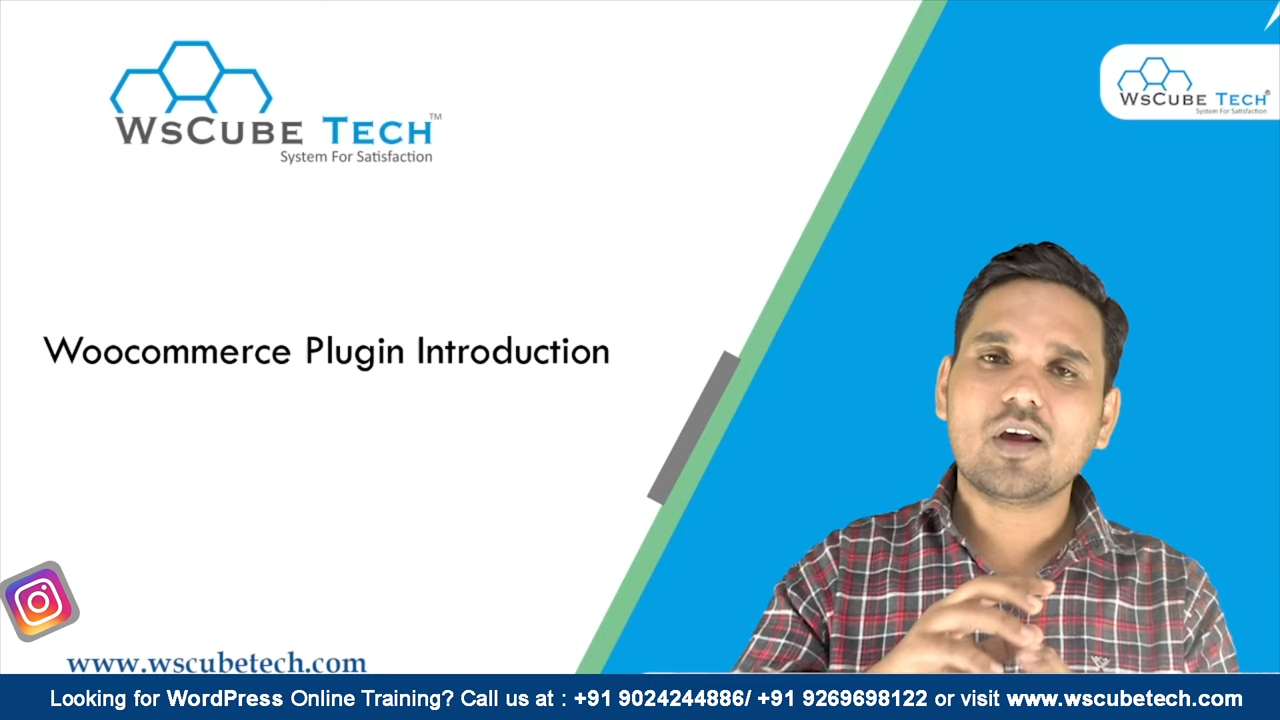 WSCUBE TECH™
System For Satisfaction
WSCUBE TECH®
System For Satisfaction
Woocommerce Plugin Introduction
www.wscubetech.com
Looking for WordPress Online Training? Call us at : +91 9024244886/ +91 9269698122 or visit www.wscubetech.com